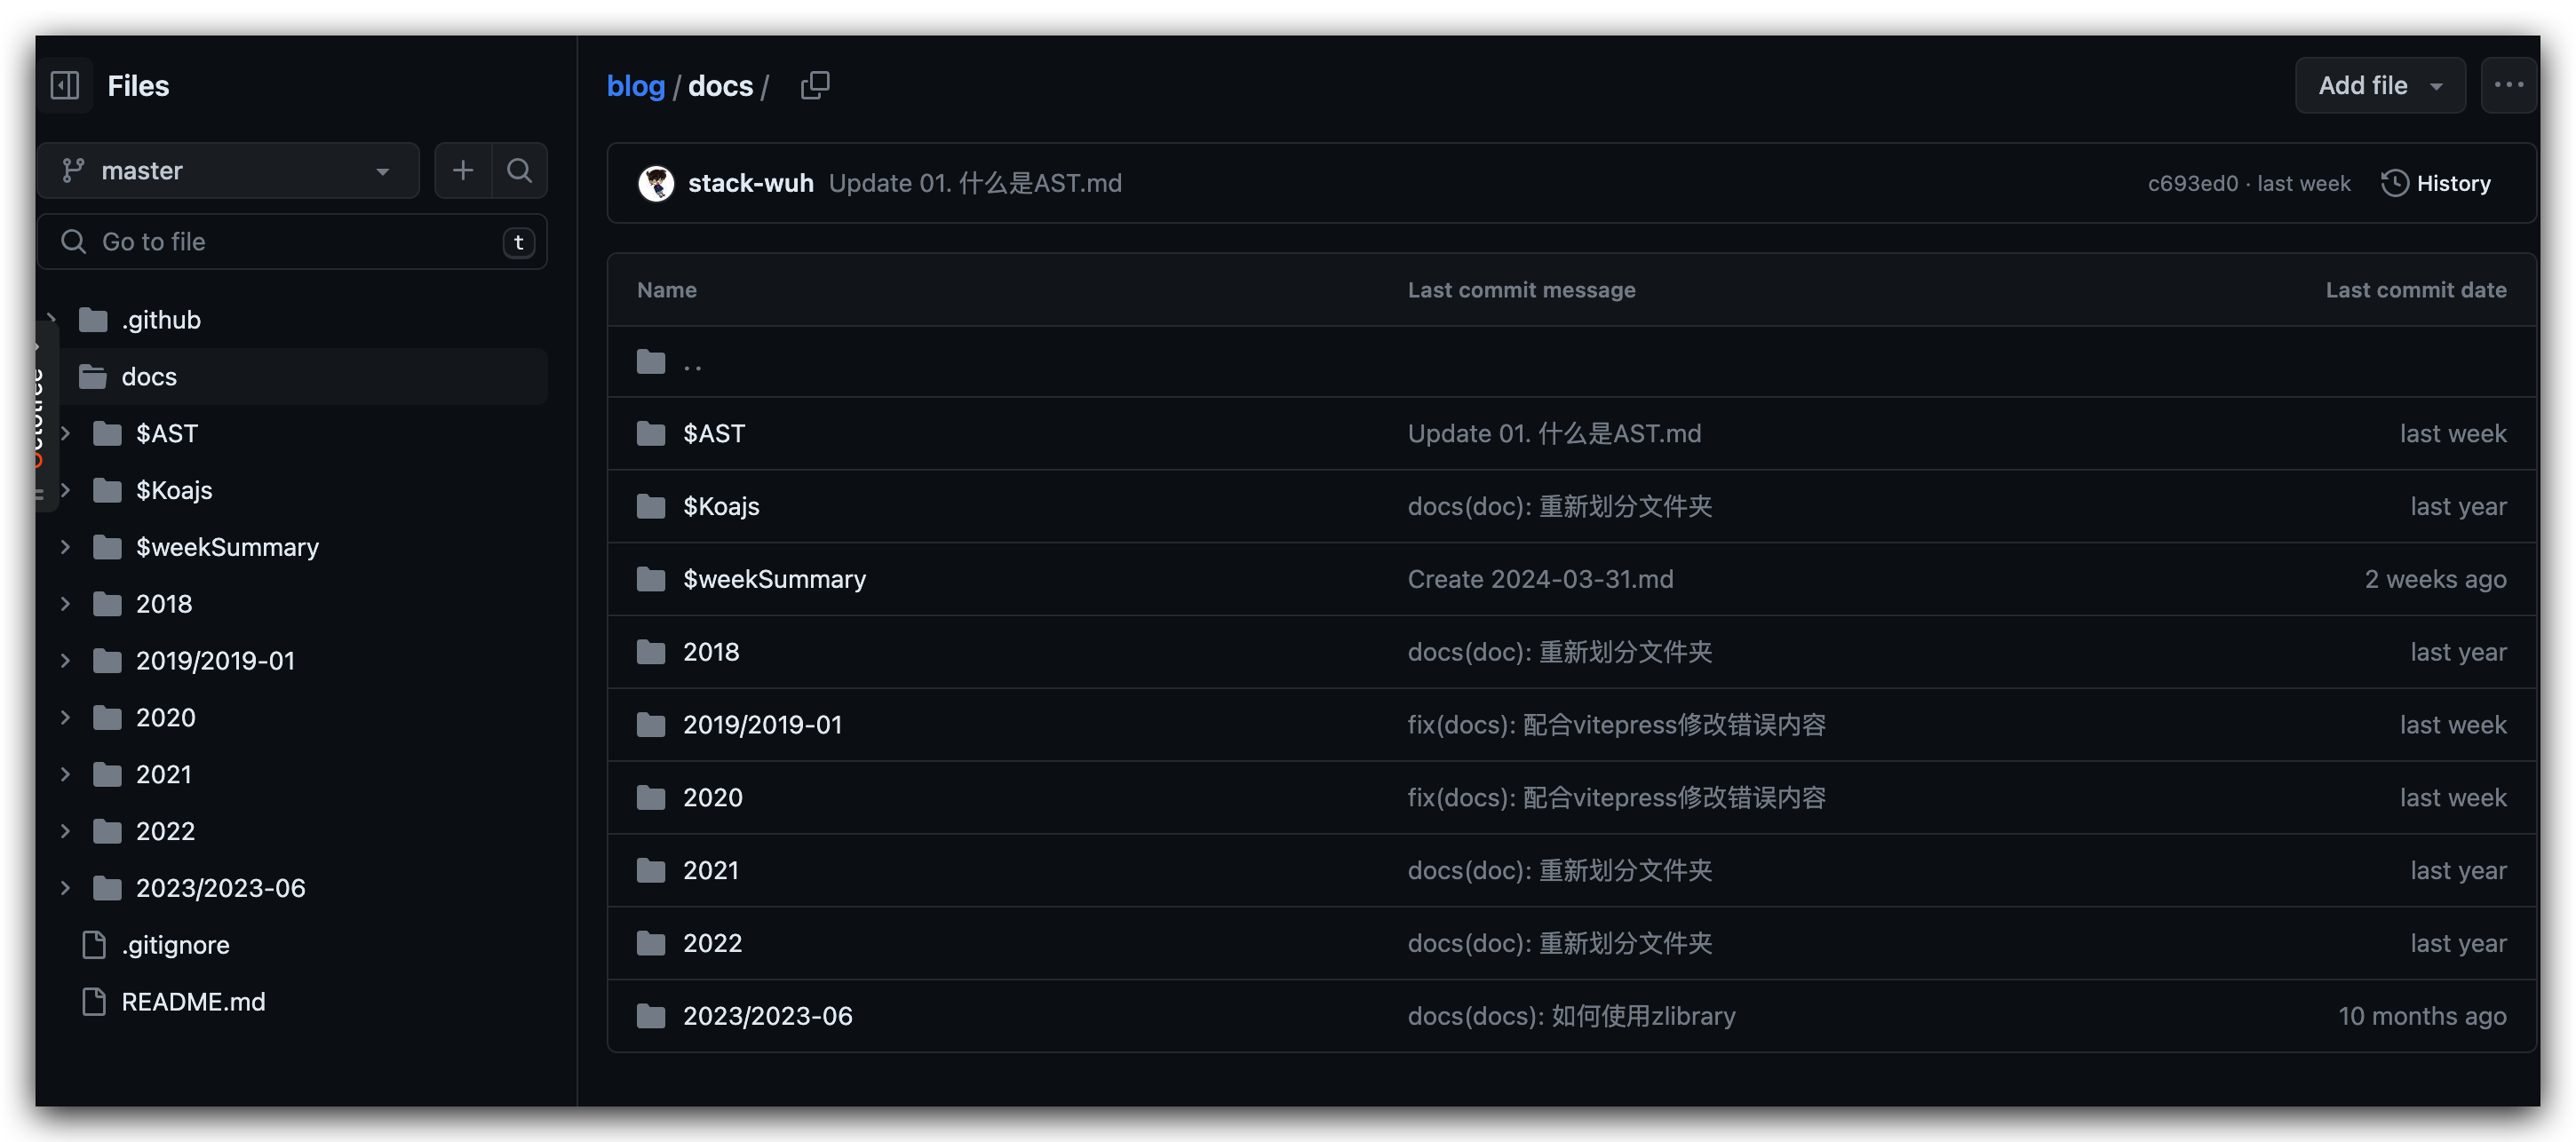 Files
master
Go to file
t
.github
docs
$AST
$Koajs
$weekSummary
2018
2019/2019-01
2020
2021
2022
2023/2023-06
.gitignore
README.md
blog / docs /
Add file
stack-wuh Update 01. 什么是AST.md c693ed0 · last week History
Name Last commit message Last commit date
..
$AST Update 01. 什么是AST.md last week
$Koajs docs(doc): 重新划分文件夹 last year
$weekSummary Create 2024-03-31.md 2 weeks ago
2018 docs(doc): 重新划分文件夹 last year
2019/2019-01 fix(docs): 配合vitepress修改错误内容 last week
2020 fix(docs): 配合vitepress修改错误内容 last week
2021 docs(doc): 重新划分文件夹 last year
2022 docs(doc): 重新划分文件夹 last year
2023/2023-06 docs(docs): 如何使用zlibrary 10 months ago